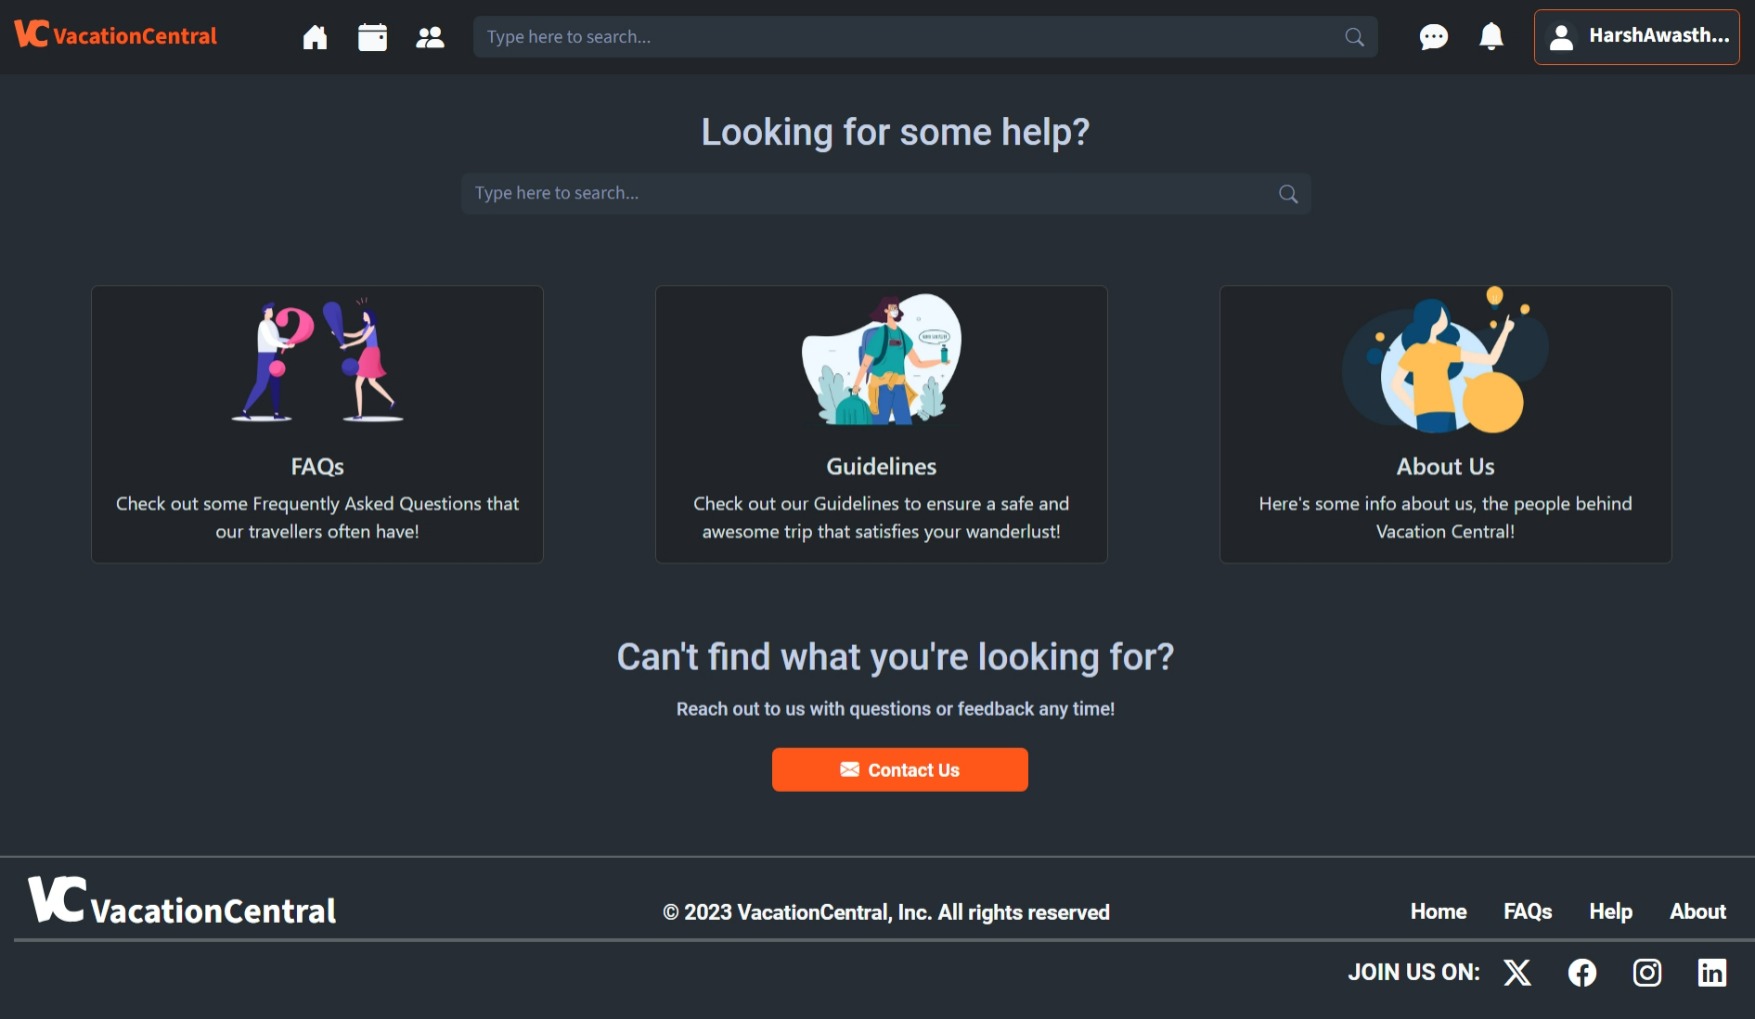 VC VacationCentral
Type here to search...
HarshAwasth...
Looking for some help?
Type here to search...
FAQs
Check out some Frequently Asked Questions that
our travellers often have!
Guidelines
Check out our Guidelines to ensure a safe and
awesome trip that satisfies your wanderlust!
About Us
Here's some info about us, the people behind
Vacation Central!
Can't find what you're looking for?
Reach out to us with questions or feedback any time!
Contact Us
VC VacationCentral
© 2023 VacationCentral, Inc. All rights reserved
Home FAQs Help About
JOIN US ON: